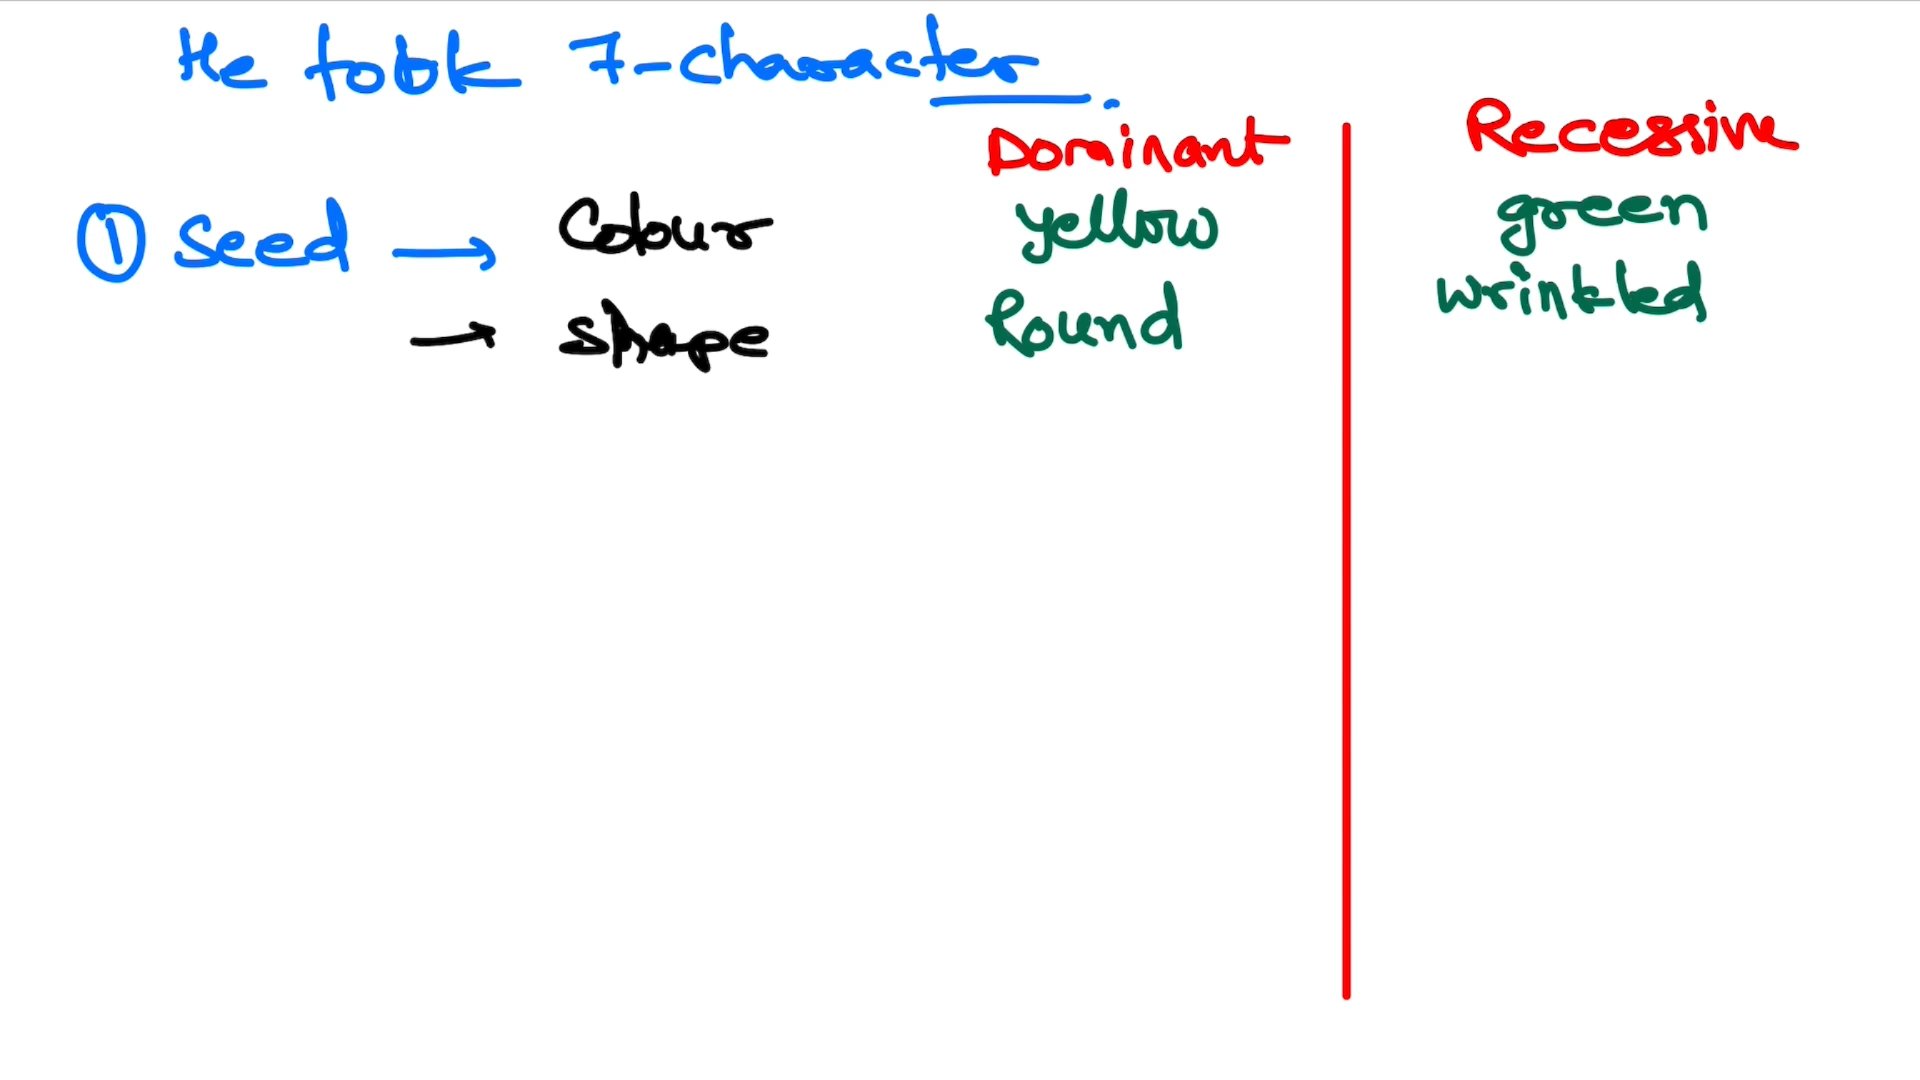 He took 7-character.
Dominant Recessive
① Seed → Colour yellow green
→ Shape Round wrinkled